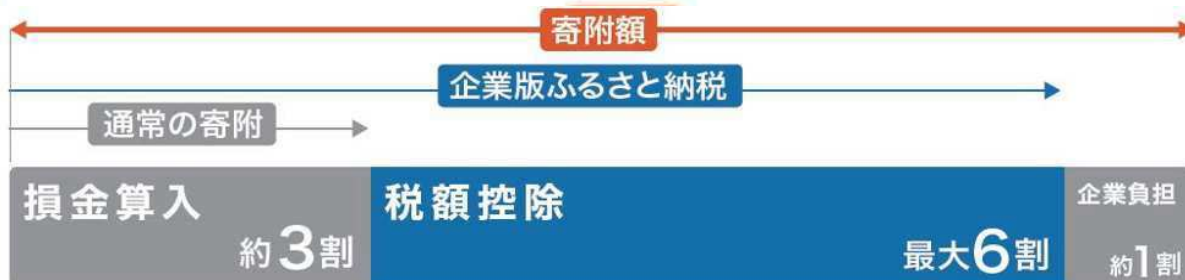 寄附額
企業版ふるさと納税
通常の寄附
損金算入
約3割
税額控除
最大6割
企業負担
約1割